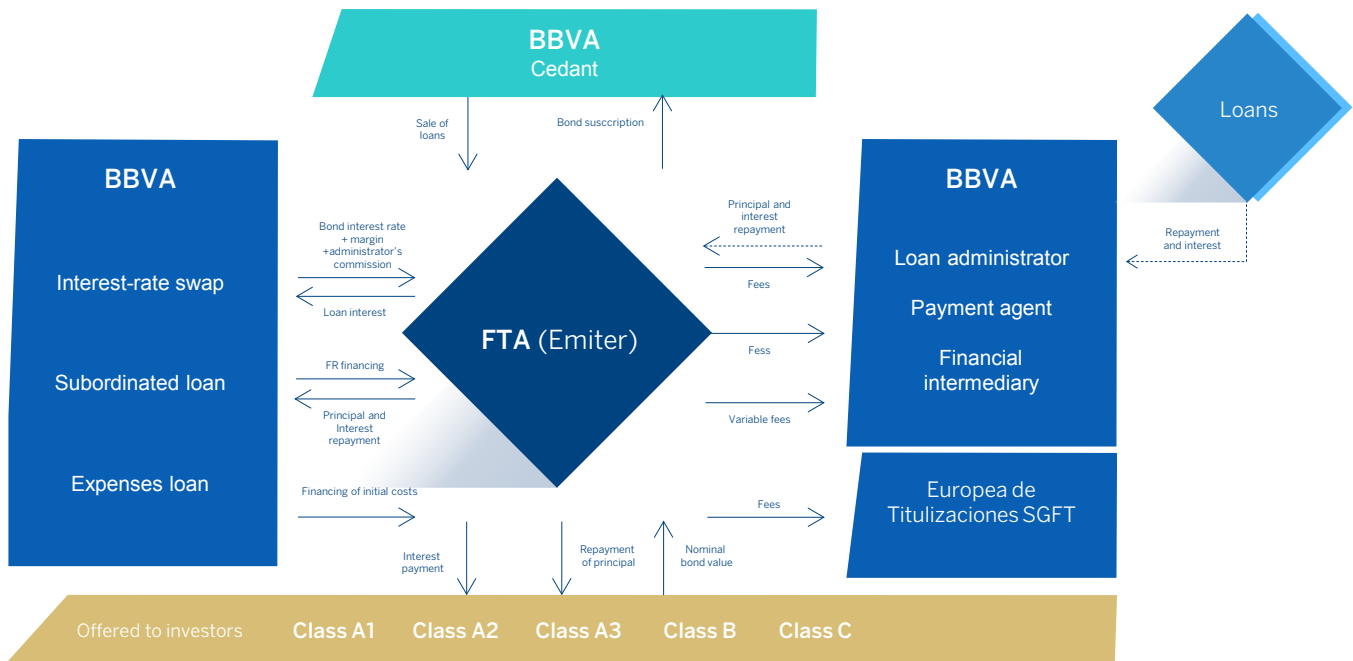 BBVA
Cedant
Loans
Sale of
loans
Bond susccription
BBVA
Interest-rate swap
Subordinated loan
Expenses loan
Bond interest rate
+ margin
+administrator's
commission
Loan interest
FR financing
Principal and
Interest
repayment
Financing of initial costs
FTA (Emiter)
Principal and
interest
repayment
Fees
Fess
Variable fees
Fees
BBVA
Loan administrator
Payment agent
Financial
intermediary
Repayment
and interest
Europea de
Titulizaciones SGFT
Interest
payment
Repayment
of principal
Nominal
bond value
Offered to investors Class A1 Class A2 Class A3 Class B Class C